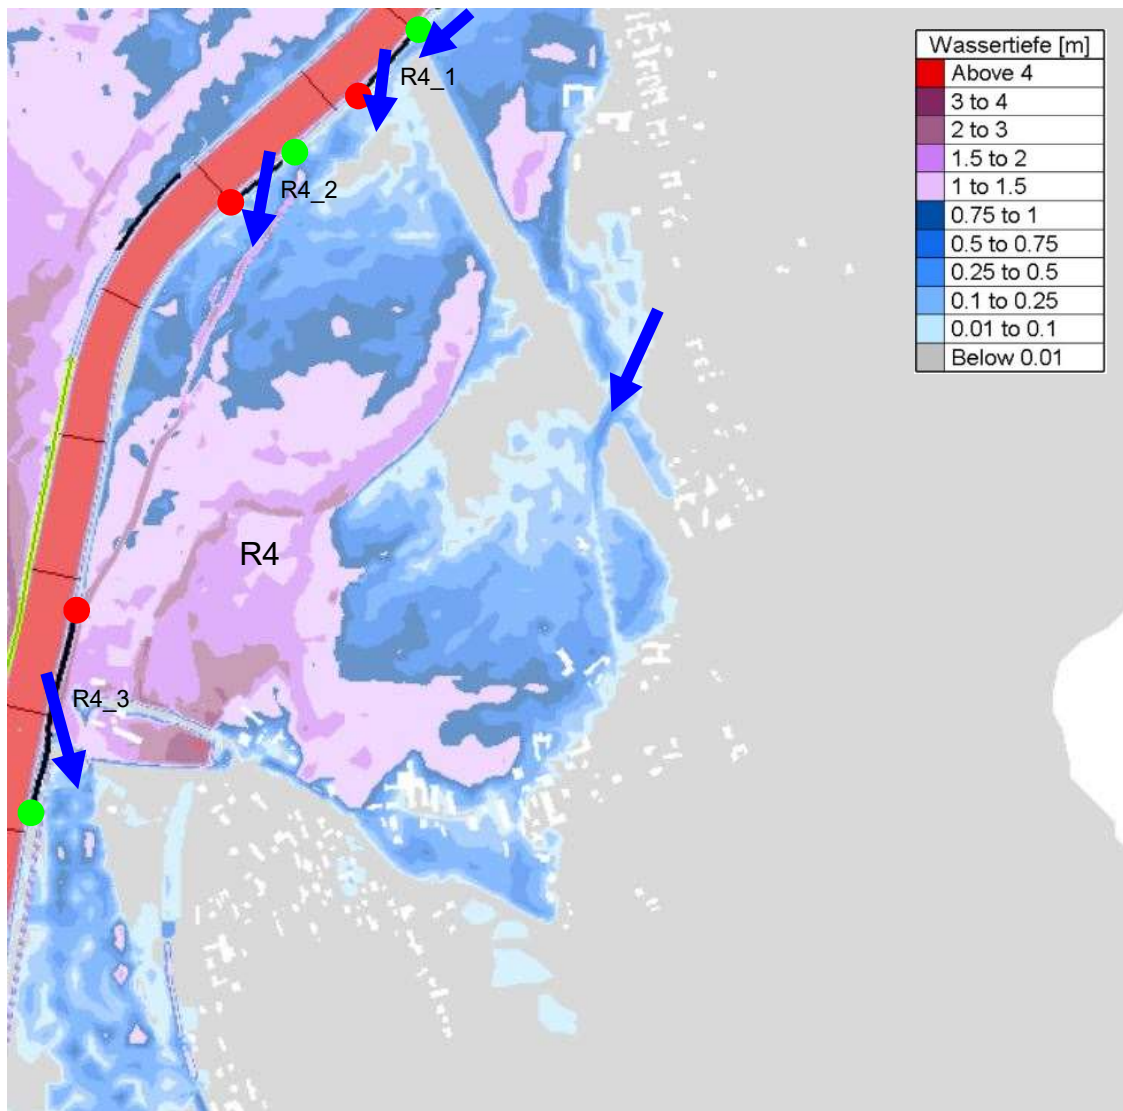 Wassertiefe [m]
Above 4
3 to 4
2 to 3
1.5 to 2
1 to 1.5
0.75 to 1
0.5 to 0.75
0.25 to 0.5
0.1 to 0.25
0.01 to 0.1
Below 0.01
R4_1
R4_2
R4
R4_3